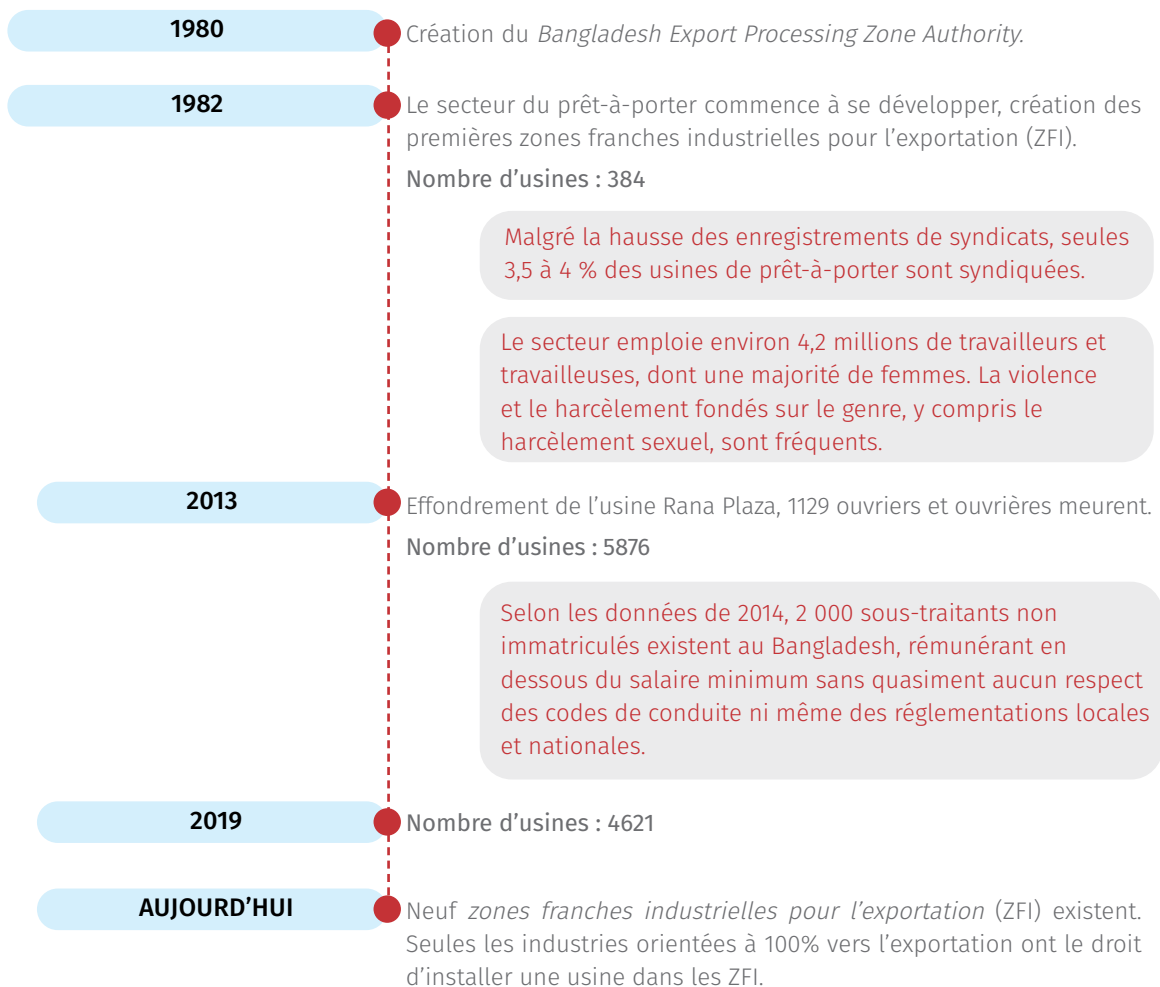 1980
Création du Bangladesh Export Processing Zone Authority.
1982
Le secteur du prêt-à-porter commence à se développer, création des
premières zones franches industrielles pour l’exportation (ZFI).
Nombre d’usines : 384
Malgré la hausse des enregistrements de syndicats, seules
3,5 à 4 % des usines de prêt-à-porter sont syndiquées.
Le secteur emploie environ 4,2 millions de travailleurs et
travailleuses, dont une majorité de femmes. La violence
et le harcèlement fondés sur le genre, y compris le
harcèlement sexuel, sont fréquents.
2013
Effondrement de l’usine Rana Plaza, 1129 ouvriers et ouvrières meurent.
Nombre d’usines : 5876
Selon les données de 2014, 2 000 sous-traitants non
immatriculés existent au Bangladesh, rémunérant en
dessous du salaire minimum sans quasiment aucun respect
des codes de conduite ni même des réglementations locales
et nationales.
2019
Nombre d’usines : 4621
AUJOURD’HUI
Neuf zones franches industrielles pour l’exportation (ZFI) existent.
Seules les industries orientées à 100% vers l’exportation ont le droit
d’installer une usine dans les ZFI.